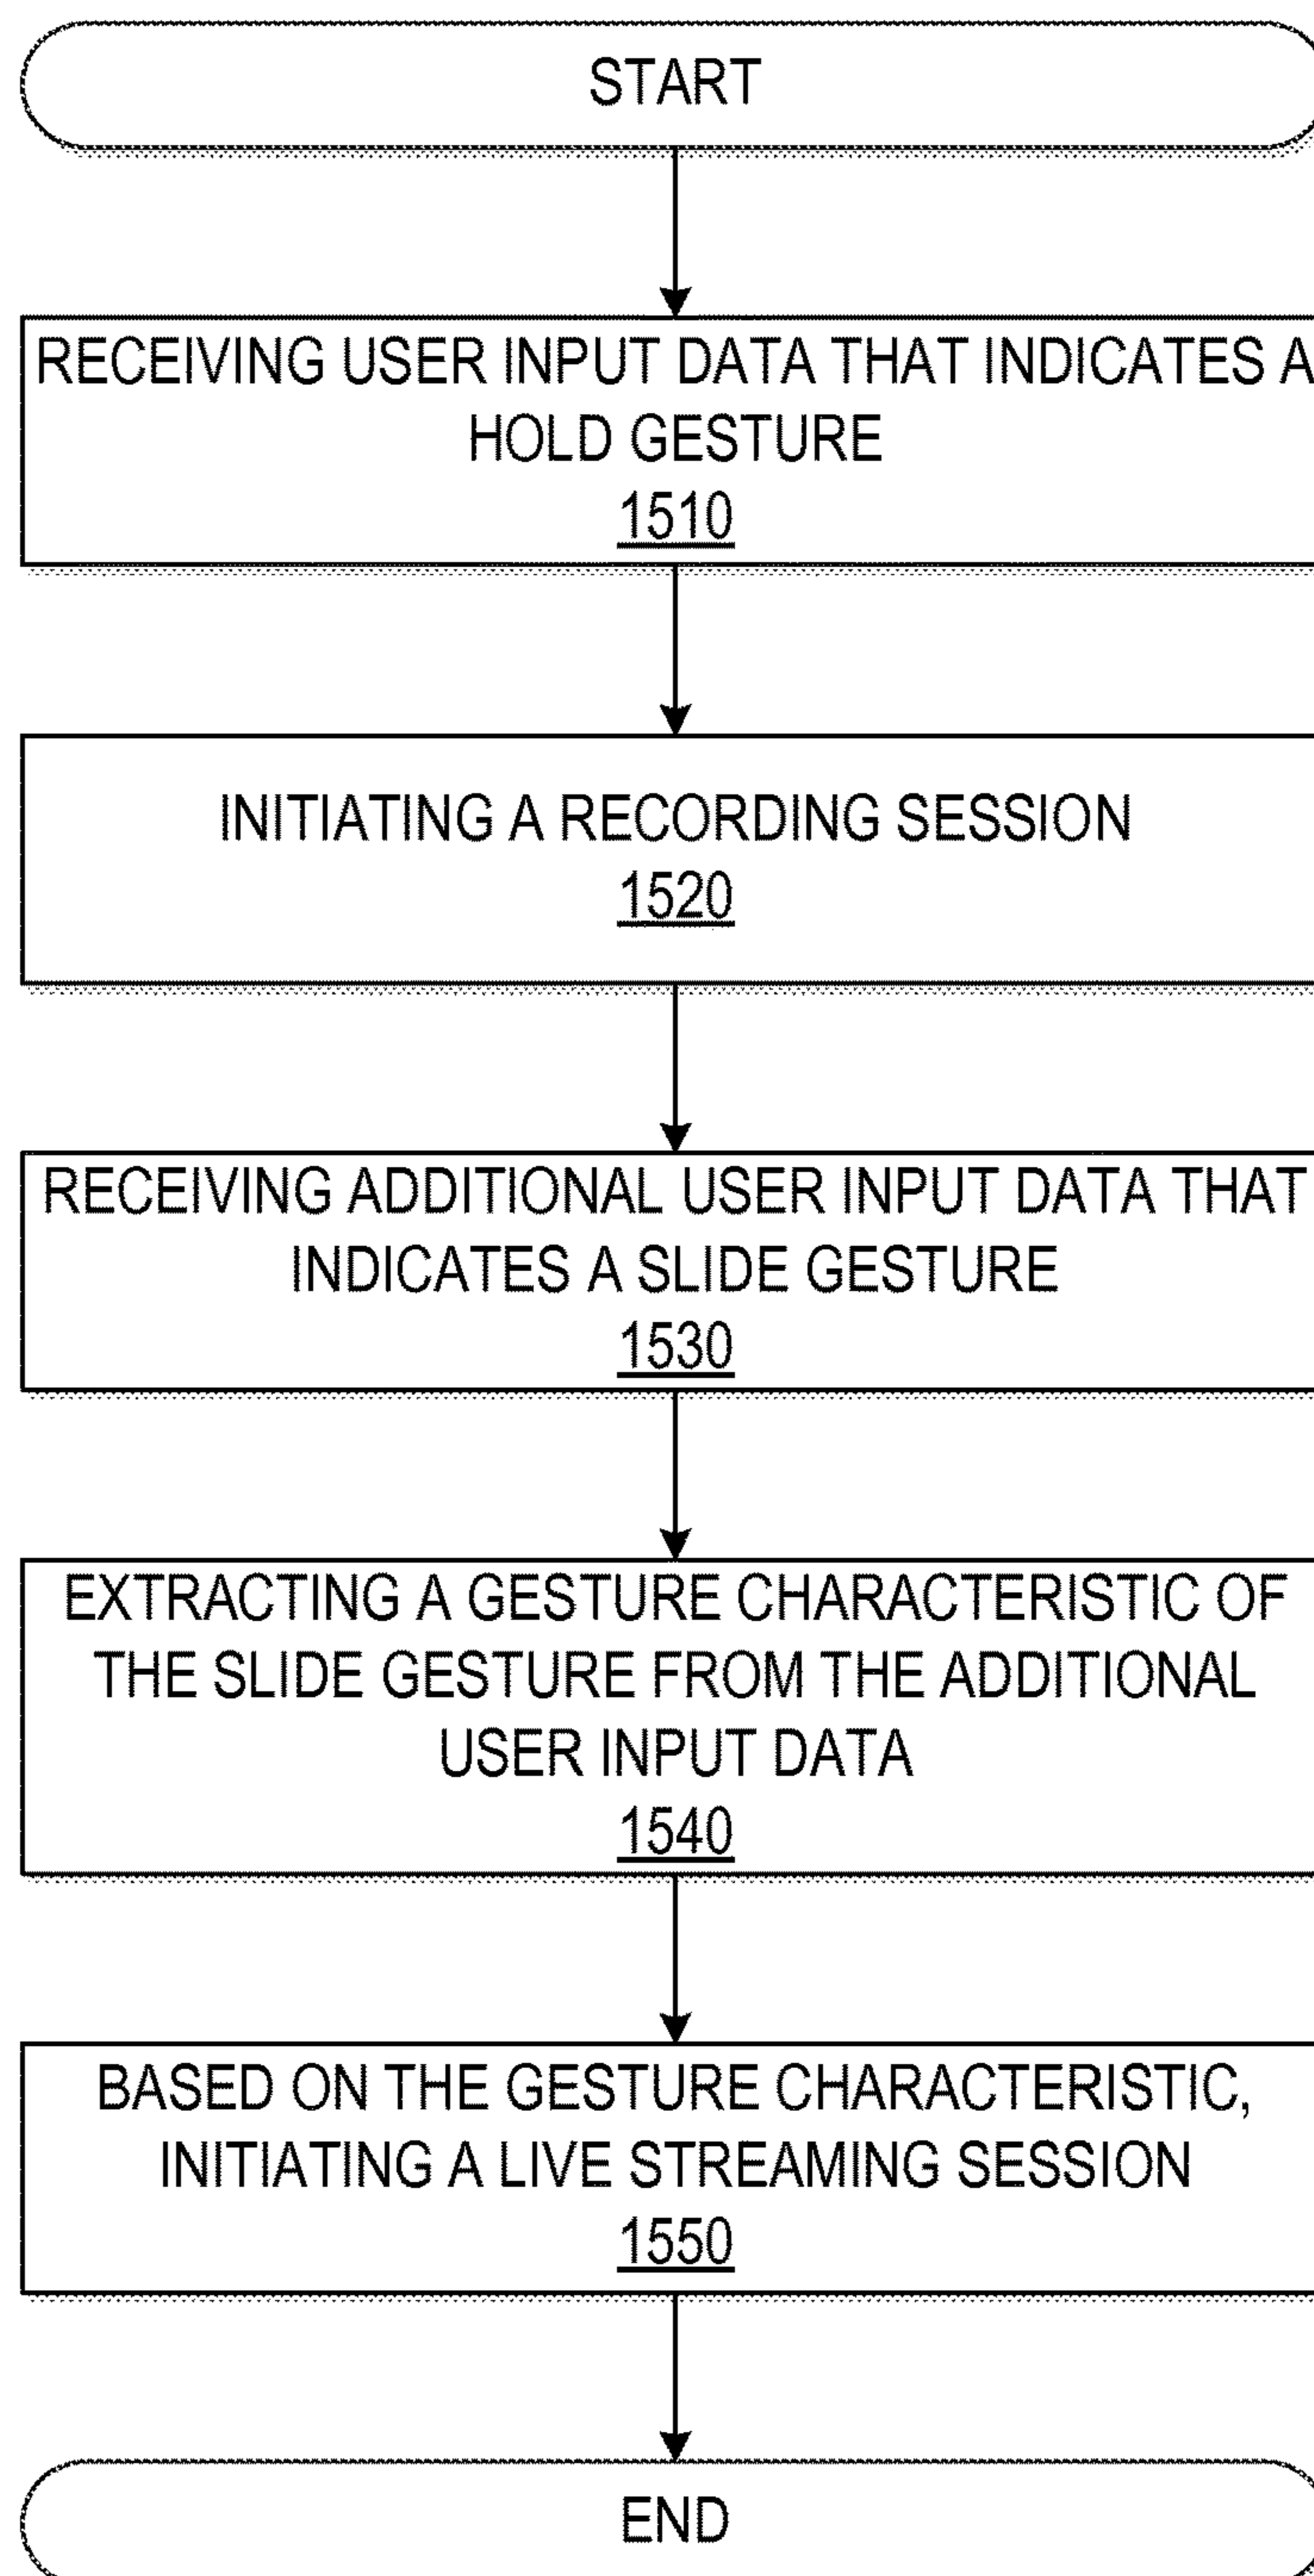 START
RECEIVING USER INPUT DATA THAT INDICATES A
HOLD GESTURE
1510
INITIATING A RECORDING SESSION
1520
RECEIVING ADDITIONAL USER INPUT DATA THAT
INDICATES A SLIDE GESTURE
1530
EXTRACTING A GESTURE CHARACTERISTIC OF
THE SLIDE GESTURE FROM THE ADDITIONAL
USER INPUT DATA
1540
BASED ON THE GESTURE CHARACTERISTIC,
INITIATING A LIVE STREAMING SESSION
1550
END